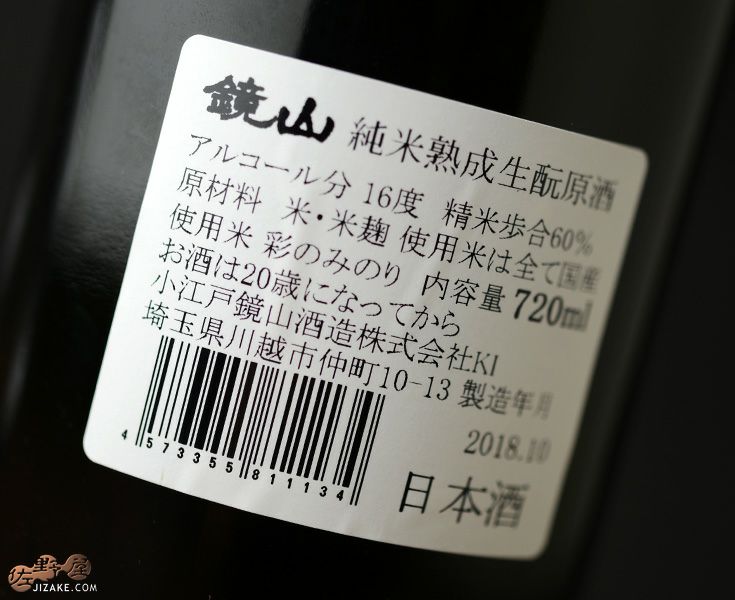 鏡山 純米熟成生酛原酒
アルコール分 16度 精米歩合60%
原材料 米・米麹 使用米は全て国産
使用米 彩のみのり 内容量 720ml
お酒は20歳になってから
小江戸鏡山酒造株式会社KI
埼玉県川越市仲町10-13 製造年月
2018.10
4573355811134
日本酒
佐野屋
JIZAKE.COM